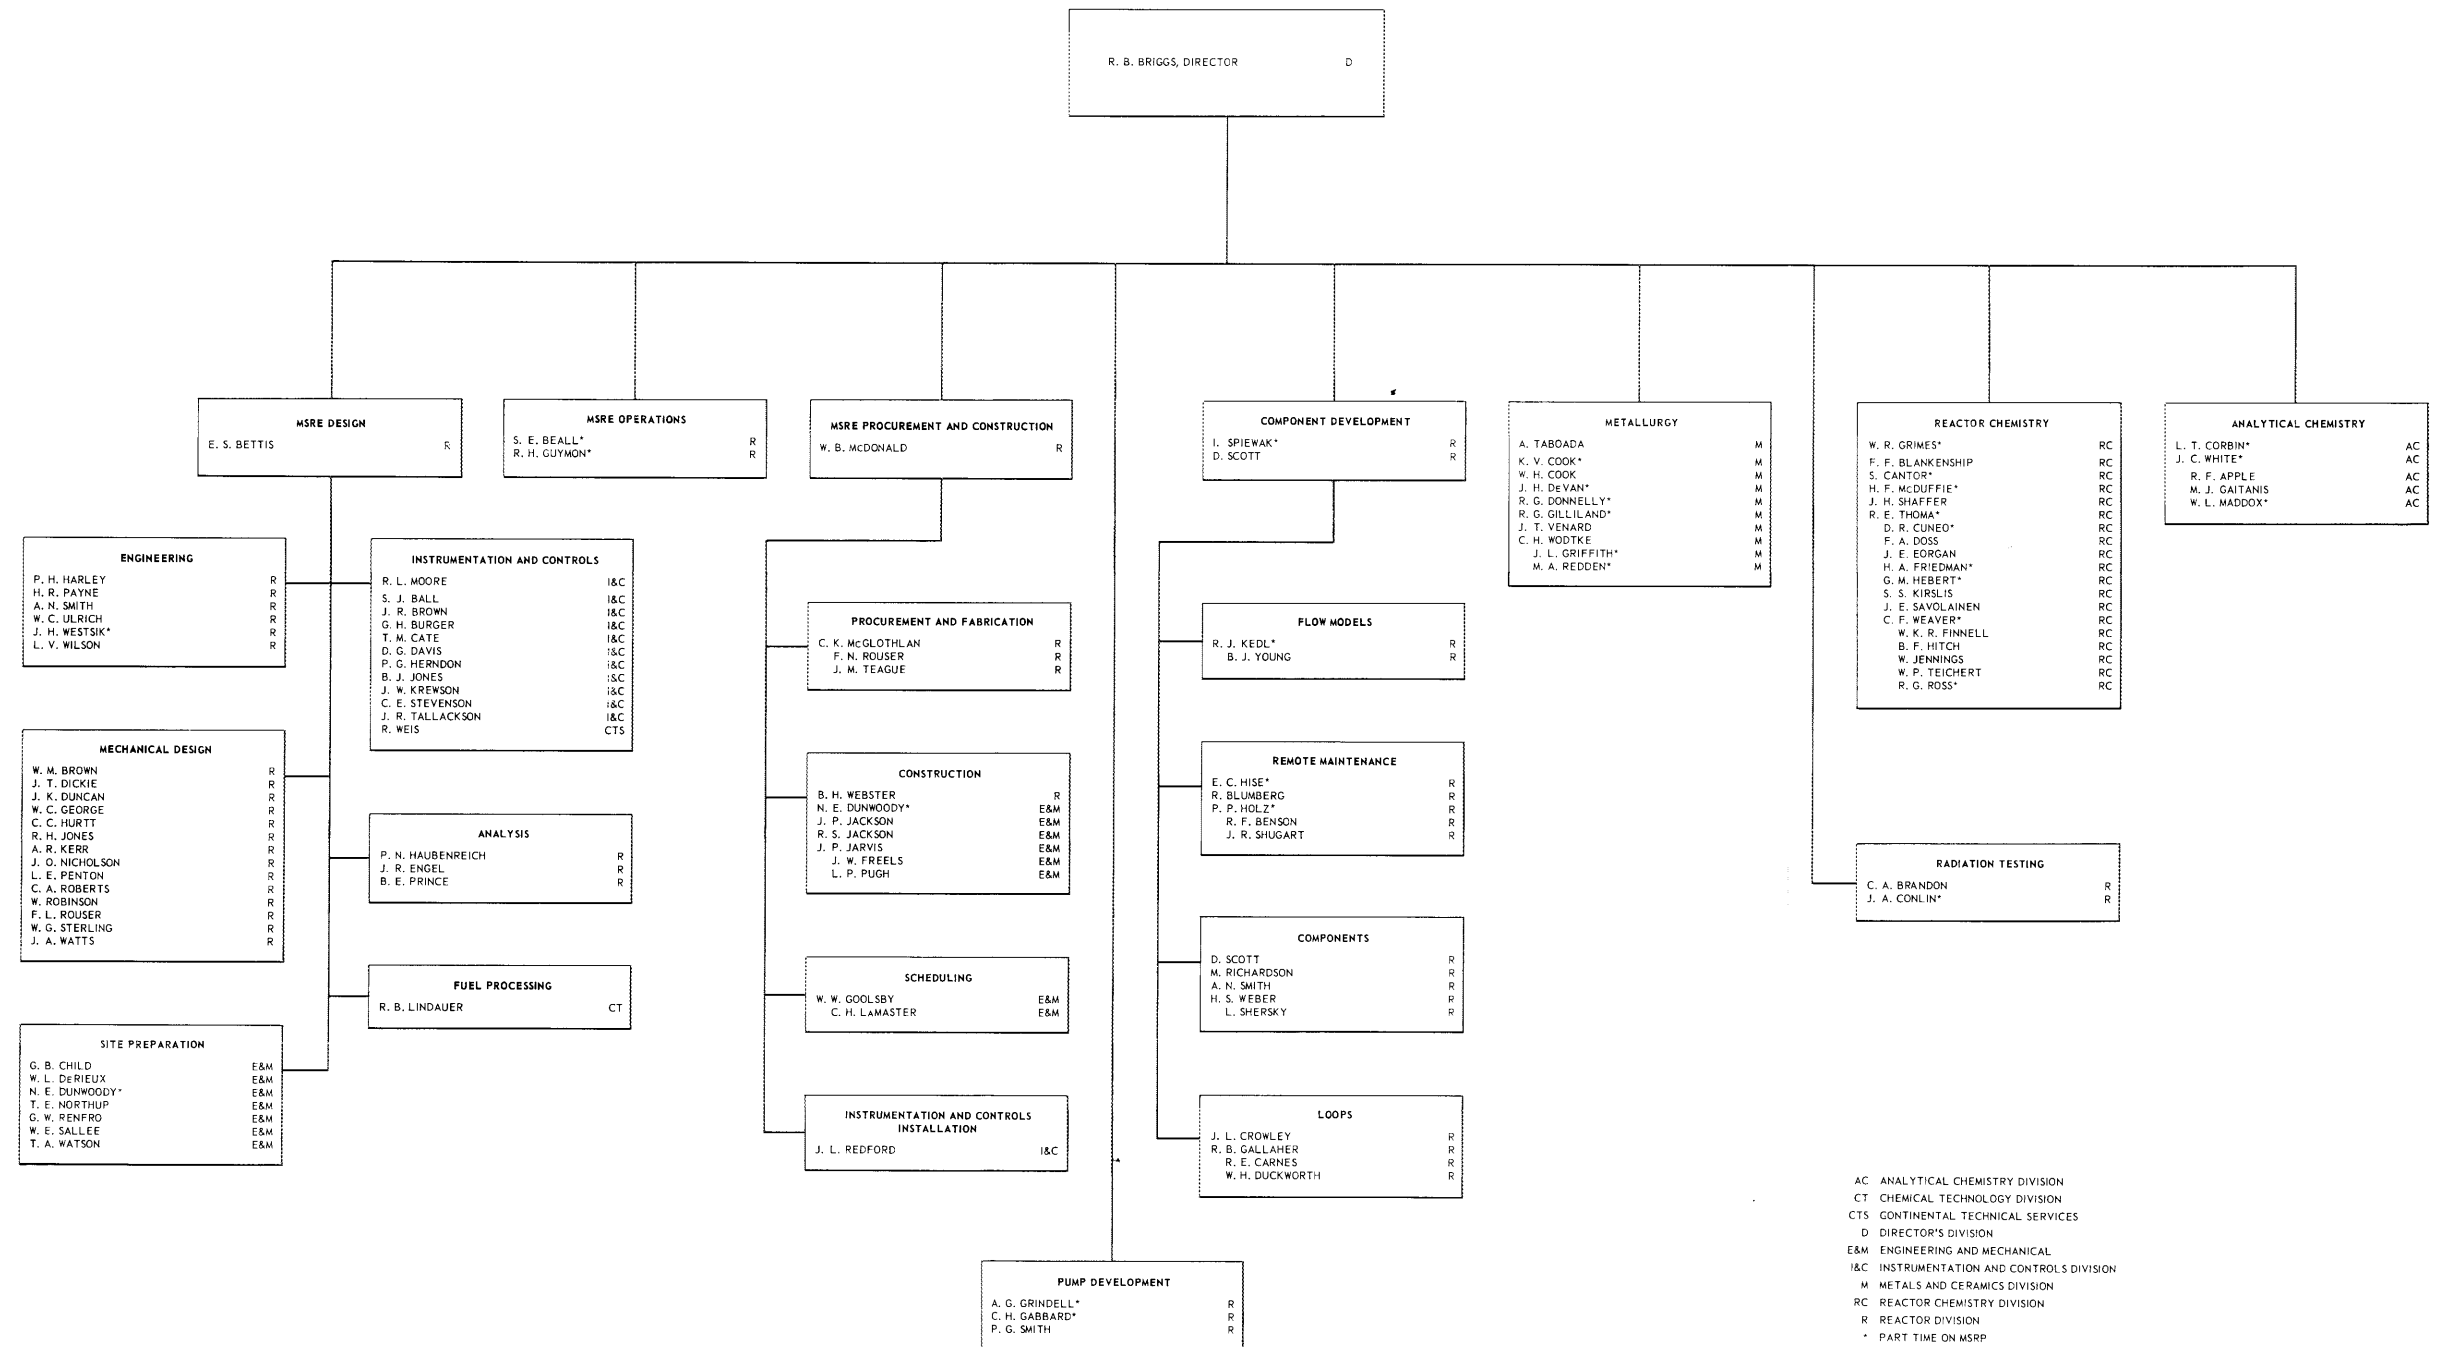 R. B. BRIGGS, DIRECTOR D
MSRE DESIGN
E. S. BETTIS R
MSRE OPERATIONS
S. E. BEALL* R
R. H. GUYMON* R
MSRE PROCUREMENT AND CONSTRUCTION
W. B. McDONALD R
COMPONENT DEVELOPMENT
I. SPIEWAK* R
D. SCOTT R
METALLURGY
A. TABOADA M
K. V. COOK* M
W. H. COOK M
J. H. DeVAN* M
R. G. DONNELLY* M
R. G. GILLILAND* M
J. T. VENARD M
C. H. WODTKE M
J. L. GRIFFITH* M
M. A. REDDEN* M
REACTOR CHEMISTRY
W. R. GRIMES* RC
F. F. BLANKENSHIP RC
S. CANTOR* RC
H. F. McDUFFIE* RC
J. H. SHAFFER RC
R. E. THOMA* RC
D. R. CUNEO* RC
F. A. DOSS RC
J. E. EORGAN RC
H. A. FRIEDMAN* RC
G. M. HEBERT* RC
S. S. KIRSLIS RC
J. E. SAVOLAINEN RC
C. F. WEAVER* RC
W. K. R. FINNELL RC
B. F. HITCH RC
W. JENNINGS RC
W. P. TEICHERT RC
R. G. ROSS* RC
ANALYTICAL CHEMISTRY
L. T. CORBIN* AC
J. C. WHITE* AC
R. F. APPLE AC
M. J. GAITANIS AC
W. L. MADDOX* AC
ENGINEERING
P. H. HARLEY R
H. R. PAYNE R
A. N. SMITH R
W. C. ULRICH R
J. H. WESTSIK* R
L. V. WILSON R
INSTRUMENTATION AND CONTROLS
R. L. MOORE I&C
S. J. BALL I&C
J. R. BROWN I&C
G. H. BURGER I&C
T. M. CATE I&C
D. G. DAVIS I&C
P. G. HERNDON I&C
B. J. JONES I&C
J. W. KREWSON I&C
C. E. STEVENSON I&C
J. R. TALLACKSON I&C
R. WEIS CTS
MECHANICAL DESIGN
W. M. BROWN R
J. T. DICKIE R
J. K. DUNCAN R
W. C. GEORGE R
C. C. HURTT R
R. H. JONES R
A. R. KERR R
J. O. NICHOLSON R
L. E. PENTON R
C. A. ROBERTS R
W. ROBINSON R
F. L. ROUSER R
W. G. STERLING R
J. A. WATTS R
ANALYSIS
P. N. HAUBENREICH R
J. R. ENGEL R
B. E. PRINCE R
FUEL PROCESSING
R. B. LINDAUER CT
SITE PREPARATION
G. B. CHILD E&M
W. L. DeRIEUX E&M
N. E. DUNWOODY* E&M
T. E. NORTHUP E&M
G. W. RENFRO E&M
W. E. SALLEE E&M
T. A. WATSON E&M
PROCUREMENT AND FABRICATION
C. K. McGLOTHLAN R
F. N. ROUSER R
J. M. TEAGUE R
CONSTRUCTION
B. H. WEBSTER R
N. E. DUNWOODY* E&M
J. P. JACKSON E&M
R. S. JACKSON E&M
J. P. JARVIS E&M
J. W. FREELS E&M
L. P. PUGH E&M
SCHEDULING
W. W. GOOLSBY E&M
C. H. LaMASTER E&M
INSTRUMENTATION AND CONTROLS
INSTALLATION
J. L. REDFORD I&C
FLOW MODELS
R. J. KEDL* R
B. J. YOUNG R
REMOTE MAINTENANCE
E. C. HISE* R
R. BLUMBERG R
P. P. HOLZ* R
R. F. BENSON R
J. R. SHUGART R
COMPONENTS
D. SCOTT R
M. RICHARDSON R
A. N. SMITH R
H. S. WEBER R
L. SHERSKY R
LOOPS
J. L. CROWLEY R
R. B. GALLAHER R
R. E. CARNES R
W. H. DUCKWORTH R
RADIATION TESTING
C. A. BRANDON R
J. A. CONLIN* R
PUMP DEVELOPMENT
A. G. GRINDELL* R
C. H. GABBARD* R
P. G. SMITH R
AC ANALYTICAL CHEMISTRY DIVISION
CT CHEMICAL TECHNOLOGY DIVISION
CTS CONTINENTAL TECHNICAL SERVICES
D DIRECTOR'S DIVISION
E&M ENGINEERING AND MECHANICAL
I&C INSTRUMENTATION AND CONTROLS DIVISION
M METALS AND CERAMICS DIVISION
RC REACTOR CHEMISTRY DIVISION
R REACTOR DIVISION
* PART TIME ON MSRP